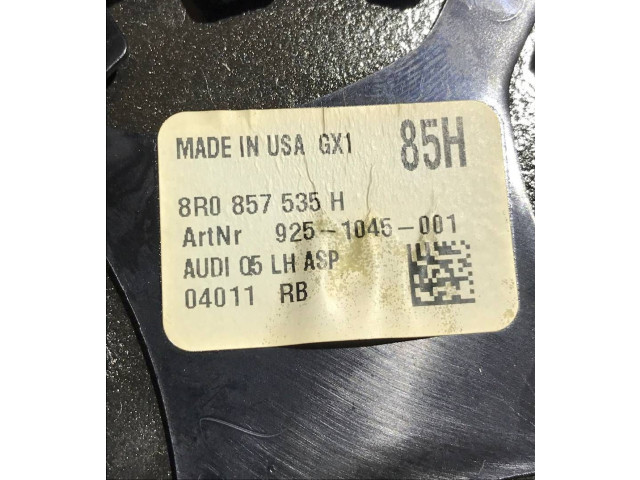 MADE IN USA GX1 85H
8R0 857 535 H
ArtNr 925-1045-001
AUDI Q5 LH ASP
04011 RB